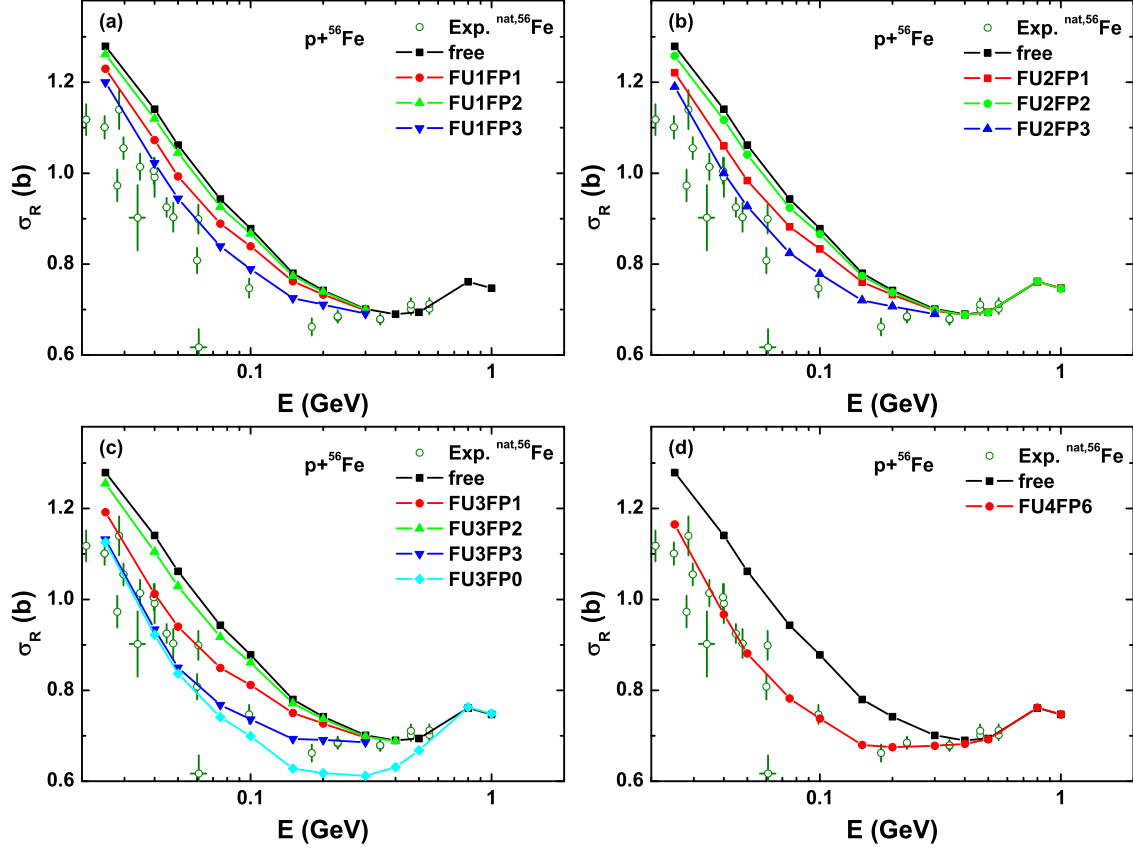 (a)
p+⁵⁶Fe
Exp. ⁿᵃᵗ,⁵⁶Fe
free
FU1FP1
FU1FP2
FU1FP3
1.2
1.0
0.8
0.6
σ_R (b)
0.1
1
E (GeV)
(b)
p+⁵⁶Fe
Exp. ⁿᵃᵗ,⁵⁶Fe
free
FU2FP1
FU2FP2
FU2FP3
1.2
1.0
0.8
0.6
σ_R (b)
0.1
1
E (GeV)
(c)
p+⁵⁶Fe
Exp. ⁿᵃᵗ,⁵⁶Fe
free
FU3FP1
FU3FP2
FU3FP3
FU3FP0
1.2
1.0
0.8
0.6
σ_R (b)
0.1
1
E (GeV)
(d)
p+⁵⁶Fe
Exp. ⁿᵃᵗ,⁵⁶Fe
free
FU4FP6
1.2
1.0
0.8
0.6
σ_R (b)
0.1
1
E (GeV)